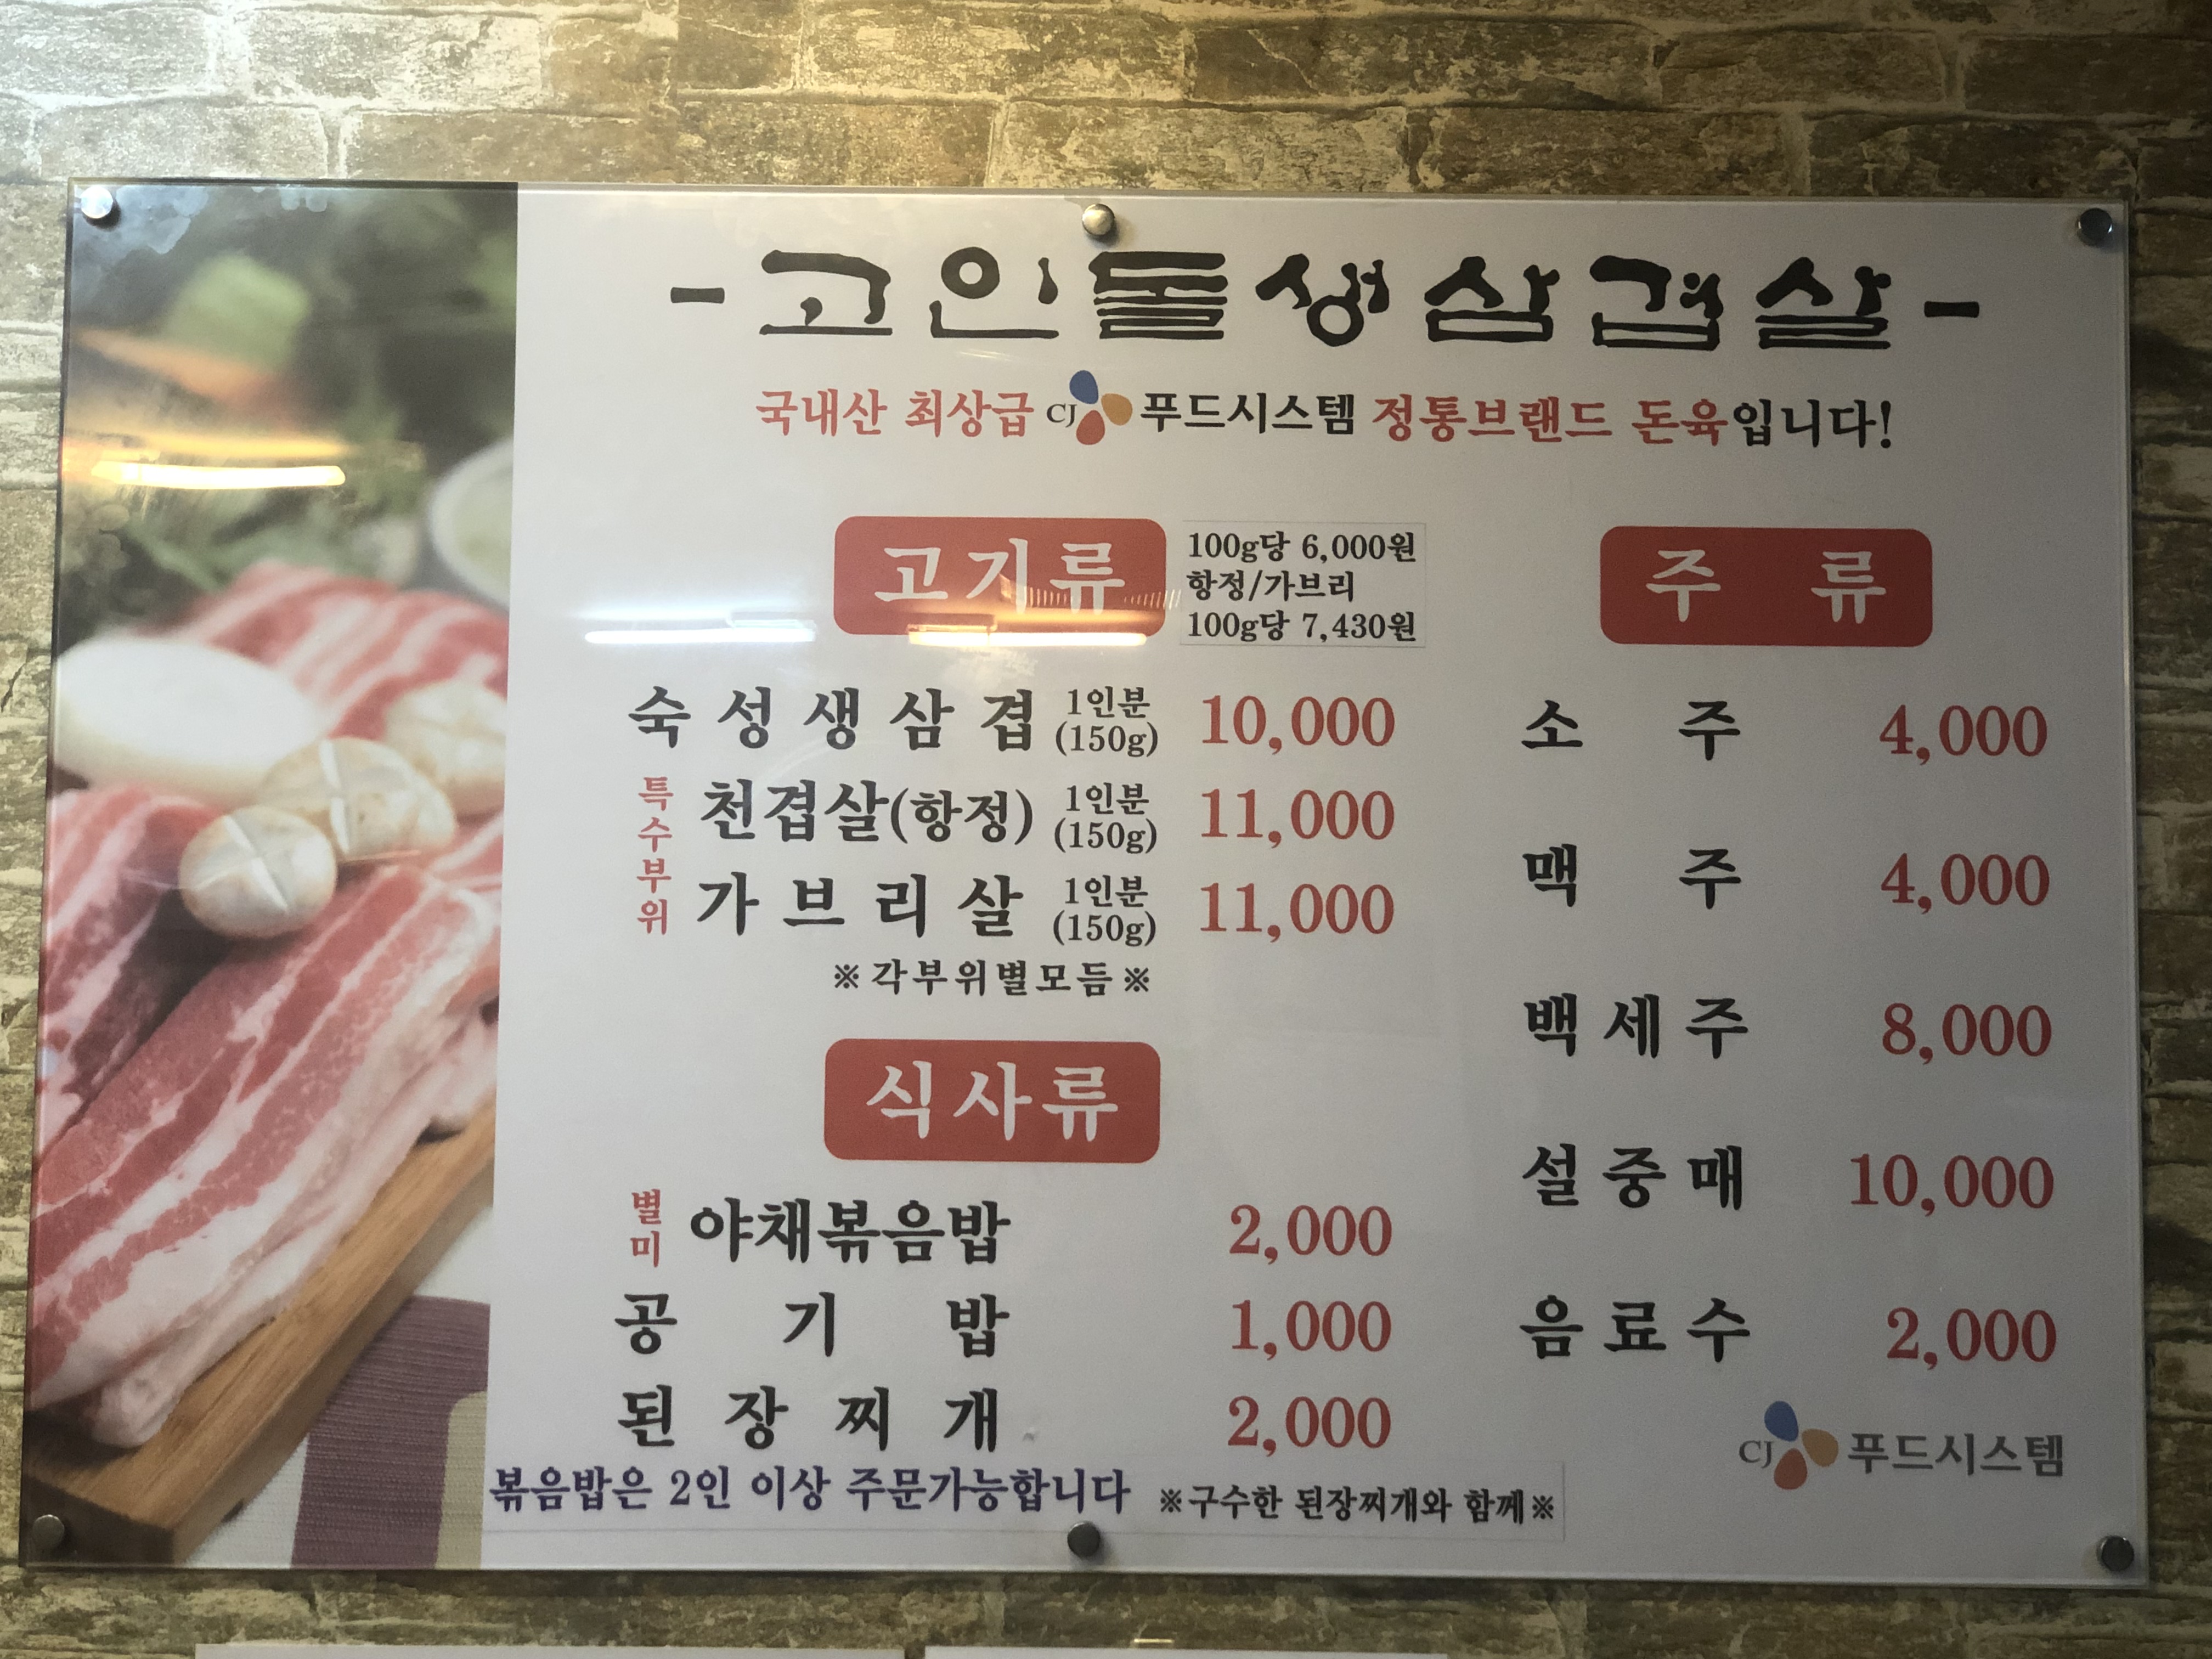 -고인돌생삼겹살-
국내산 최상급 CJ 푸드시스템 정통브랜드 돈육입니다!
고기류
100g당 6,000원
항정/가브리
100g당 7,430원
숙성생삼겹 1인분 (150g) 10,000
특수부위
천겹살(항정) 1인분 (150g) 11,000
가브리살 1인분 (150g) 11,000
※각부위별모듬※
식사류
별미 야채볶음밥 2,000
공기밥 1,000
된장찌개 2,000
볶음밥은 2인 이상 주문가능합니다 ※구수한 된장찌개와 함께※
주류
소주 4,000
맥주 4,000
백세주 8,000
설중매 10,000
음료수 2,000
CJ 푸드시스템